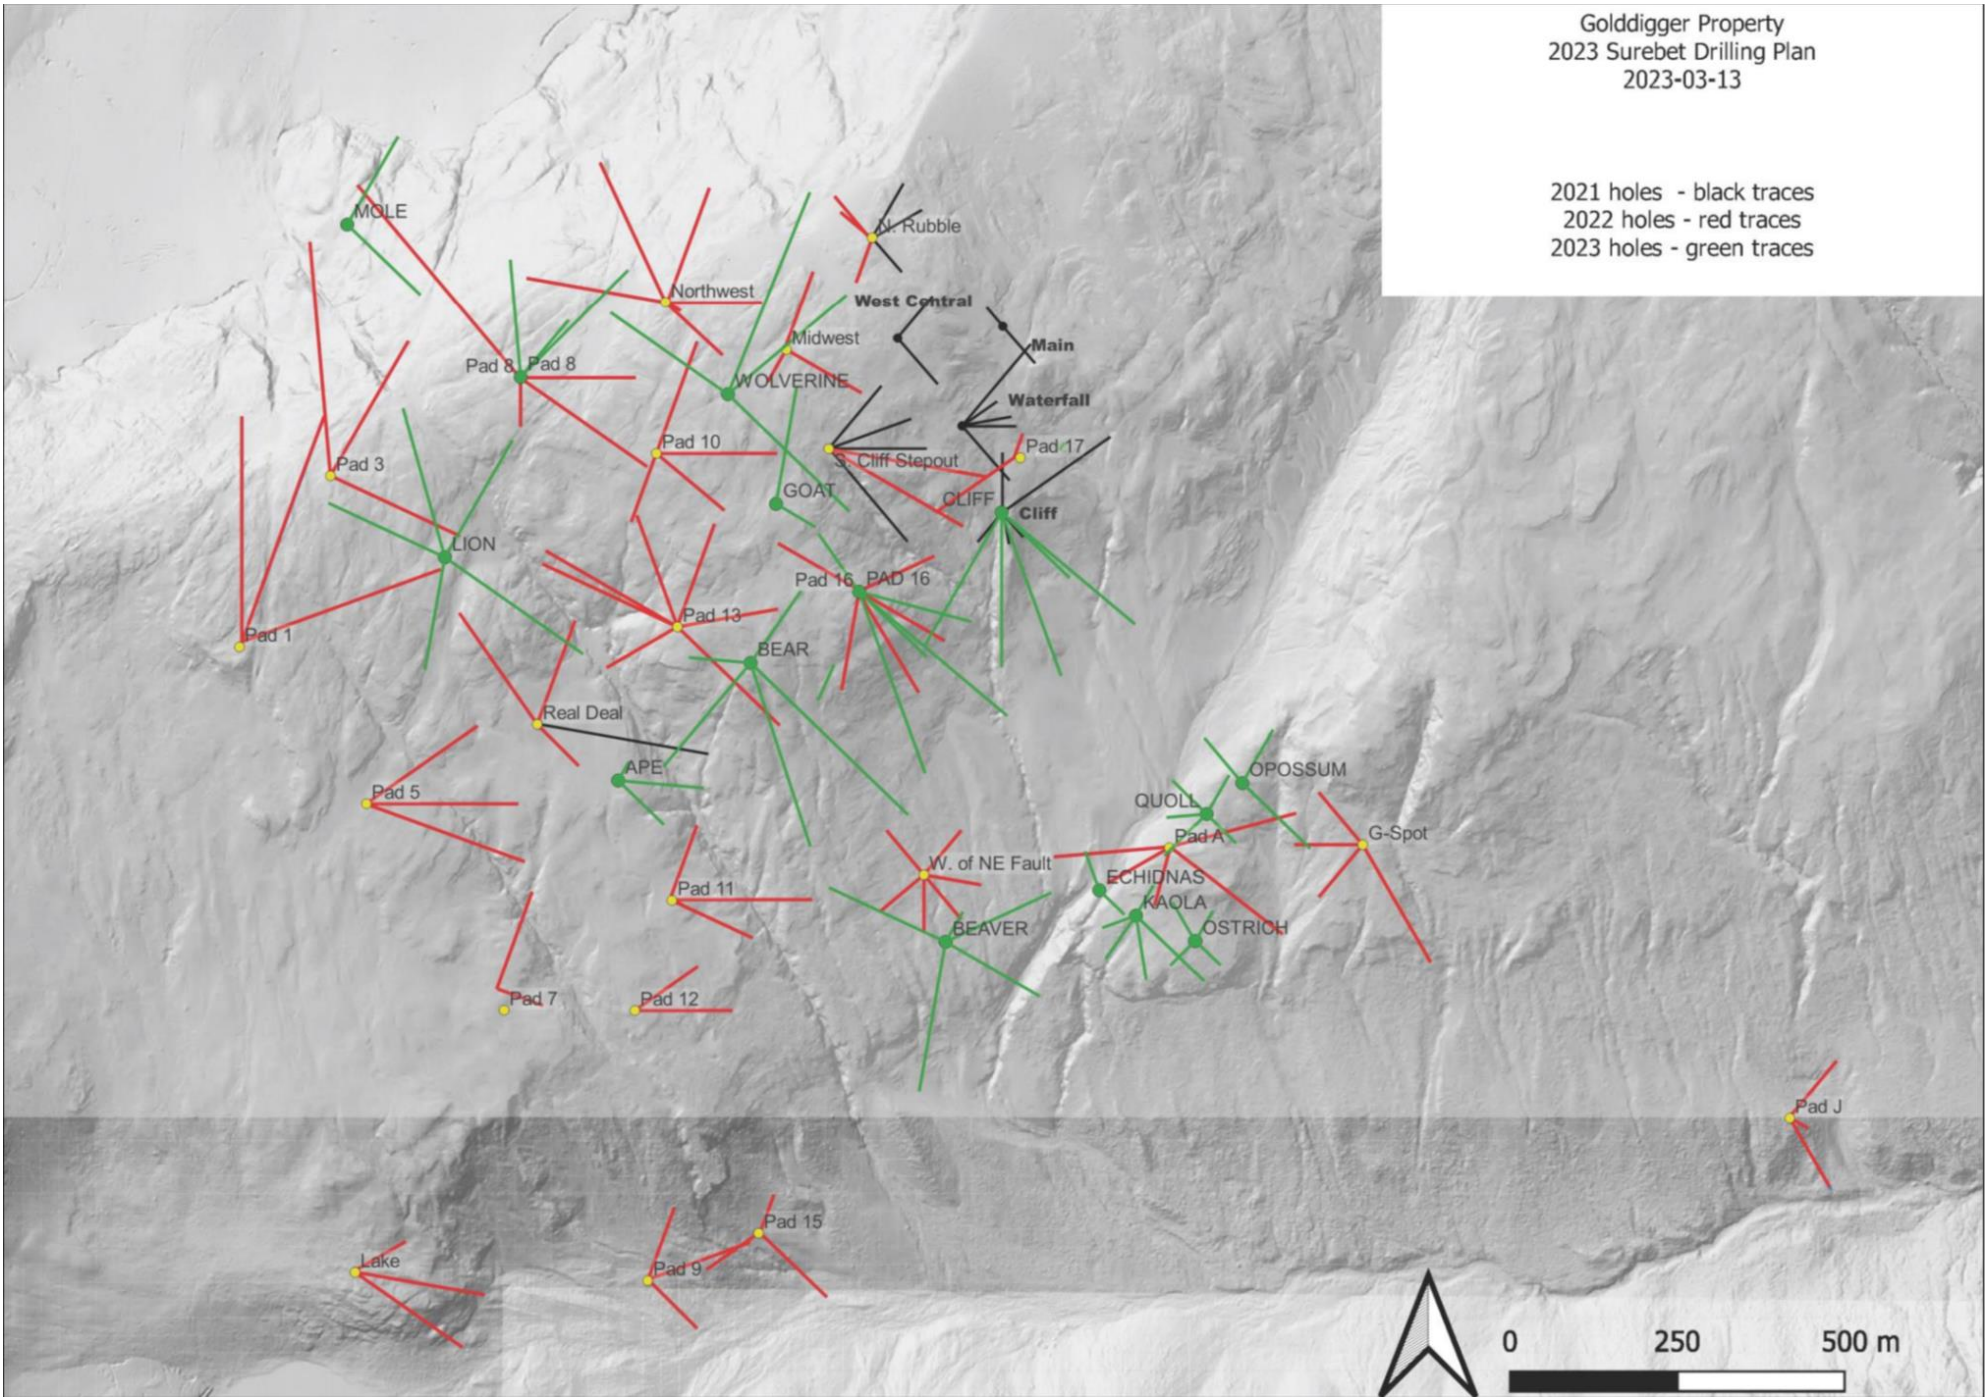 Golddigger Property
2023 Surebet Drilling Plan
2023-03-13
2021 holes - black traces
2022 holes - red traces
2023 holes - green traces
MOLE
N. Rubble
Northwest
West Central
Midwest
Main
Pad 8
Pad 8
WOLVERINE
Waterfall
Pad 10
Pad 17
Pad 3
S. Cliff Stepout
GOAT
CLIFF
Cliff
LION
Pad 16
PAD 16
Pad 13
Pad 1
BEAR
Real Deal
APE
OPOSSUM
Pad 5
QUOLL
Pad A
G-Spot
W. of NE Fault
ECHIDNAS
Pad 11
KAOLA
BEAVER
OSTRICH
Pad 7
Pad 12
Pad J
Pad 15
Lake
Pad 9
0 250 500 m